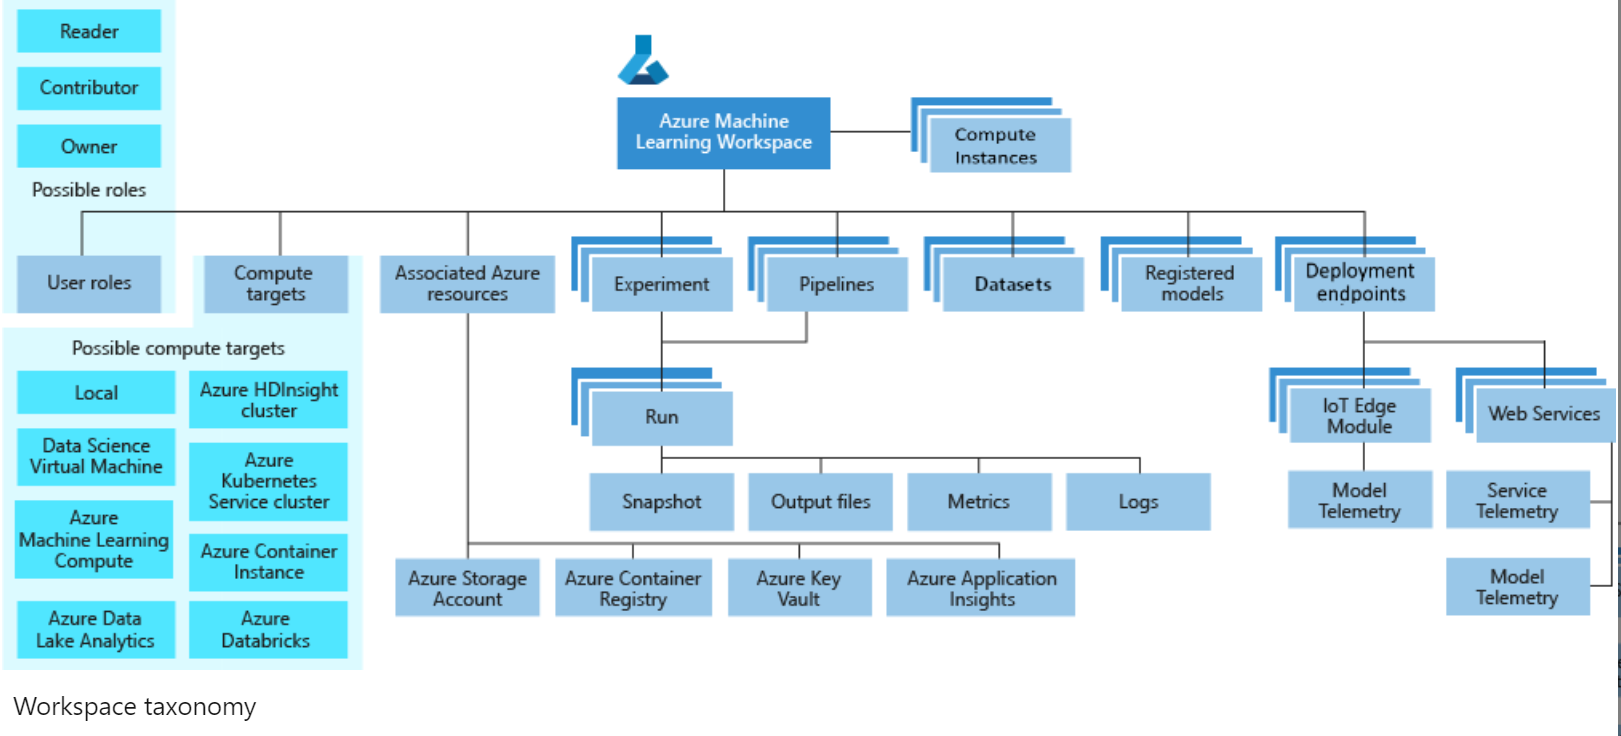 Reader
Contributor
Owner
Possible roles
Azure Machine
Learning Workspace
Compute
Instances
User roles
Compute
targets
Associated Azure
resources
Experiment
Pipelines
Datasets
Registered
models
Deployment
endpoints
Possible compute targets
Local
Azure HDInsight
cluster
Data Science
Virtual Machine
Azure
Kubernetes
Service cluster
Azure
Machine Learning
Compute
Azure Container
Instance
Azure Data
Lake Analytics
Azure
Databricks
Run
IoT Edge
Module
Web Services
Snapshot
Output files
Metrics
Logs
Model
Telemetry
Service
Telemetry
Azure Storage
Account
Azure Container
Registry
Azure Key
Vault
Azure Application
Insights
Model
Telemetry
Workspace taxonomy